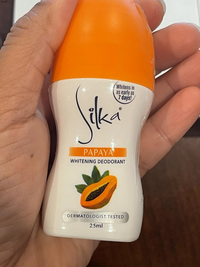 Whitens in
as early as
7 days!
Silka
PAPAYA
WHITENING DEODORANT
DERMATOLOGIST TESTED
25ml